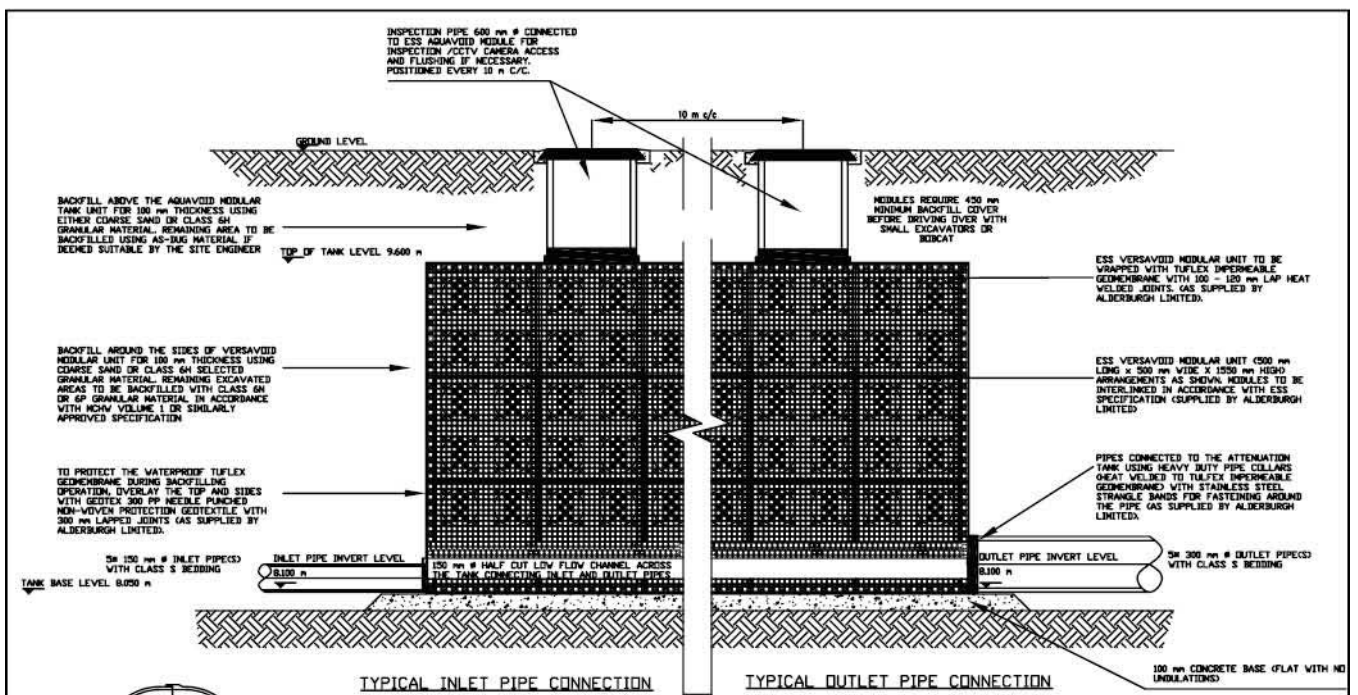 INSPECTION PIPE 600 mm ø CONNECTED
TO ESS AQUAVOID MODULE FOR
INSPECTION /CCTV CAMERA ACCESS
AND FLUSHING IF NECESSARY.
POSITIONED EVERY 10 m C/C.
10 m c/c
GROUND LEVEL
BACKFILL ABOVE THE AQUAVOID MODULAR
TANK UNIT FOR 100 mm THICKNESS USING
EITHER COARSE SAND OR CLASS 6H
GRANULAR MATERIAL. REMAINING AREA TO BE
BACKFILLED USING AS-DUG MATERIAL IF
DEEMED SUITABLE BY THE SITE ENGINEER
TOP OF TANK LEVEL 9.600 m
MODULES REQUIRE 450 mm
MINIMUM BACKFILL COVER
BEFORE DRIVING OVER WITH
SMALL EXCAVATORS OR
BOBCAT
ESS VERSAVOID MODULAR UNIT TO BE
WRAPPED WITH TUFLEX IMPERMEABLE
GEOMEMBRANE WITH 100 - 120 mm LAP HEAT
WELDED JOINTS. (AS SUPPLIED BY
ALDERBURGH LIMITED).
BACKFILL AROUND THE SIDES OF VERSAVOID
MODULAR UNIT FOR 100 mm THICKNESS USING
COARSE SAND OR CLASS 6H SELECTED
GRANULAR MATERIAL. REMAINING EXCAVATED
AREAS TO BE BACKFILLED WITH CLASS 6N
OR 6P GRANULAR MATERIAL IN ACCORDANCE
WITH MCHW VOLUME 1 OR SIMILARLY
APPROVED SPECIFICATION
ESS VERSAVOID MODULAR UNIT (500 mm
LONG x 500 mm WIDE X 1550 mm HIGH)
ARRANGEMENTS AS SHOWN. MODULES TO BE
INTERLINKED IN ACCORDANCE WITH ESS
SPECIFICATION (SUPPLIED BY ALDERBURGH
LIMITED)
TO PROTECT THE WATERPROOF TUFLEX
GEOMEMBRANE DURING BACKFILLING
OPERATION, OVERLAY THE TOP AND SIDES
WITH GEOTEX 300 PP NEEDLE PUNCHED
NON-WOVEN PROTECTION GEOTEXTILE WITH
300 mm LAPPED JOINTS (AS SUPPLIED BY
ALDERBURGH LIMITED).
PIPES CONNECTED TO THE ATTENUATION
TANK USING HEAVY DUTY PIPE COLLARS
(HEAT WELDED TO TULFEX IMPERMEABLE
GEOMEMBRANE) WITH STAINLESS STEEL
STRANGLE BANDS FOR FASTEINING AROUND
THE PIPE (AS SUPPLIED BY ALDERBURGH
LIMITED).
5# 150 mm ø INLET PIPE(S)
WITH CLASS S BEDDING
INLET PIPE INVERT LEVEL
8.100 m
TANK BASE LEVEL 8.050 m
150 mm ø HALF CUT LOW FLOW CHANNEL ACROSS
THE TANK CONNECTING INLET AND OUTLET PIPES
OUTLET PIPE INVERT LEVEL
8.100 m
5# 300 mm ø OUTLET PIPE(S)
WITH CLASS S BEDDING
100 mm CONCRETE BASE (FLAT WITH NO
UNDULATIONS)
TYPICAL INLET PIPE CONNECTION
TYPICAL OUTLET PIPE CONNECTION